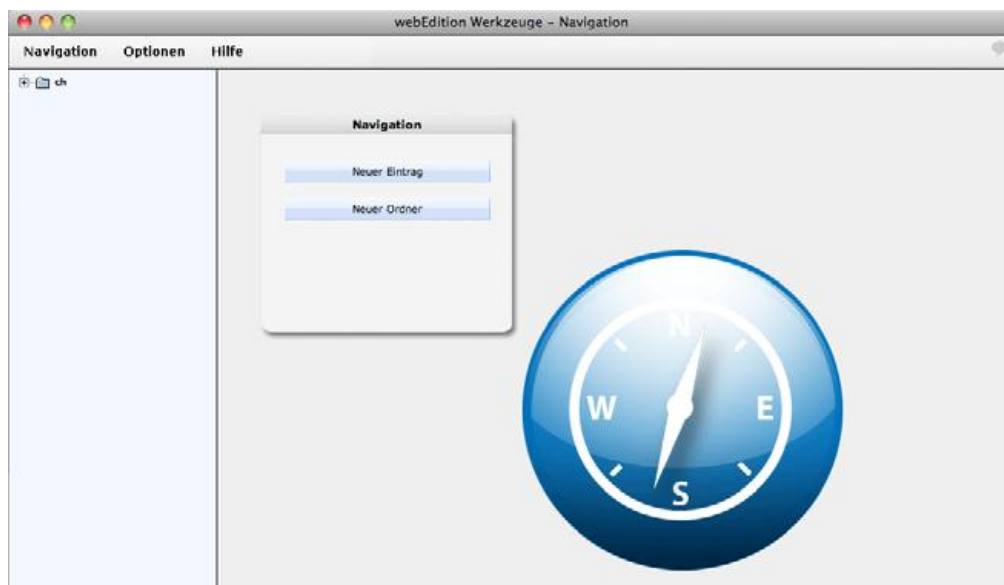 webEdition Werkzeuge – Navigation
Navigation Optionen Hilfe
ch
Navigation
Neuer Eintrag
Neuer Ordner
N
W E
S